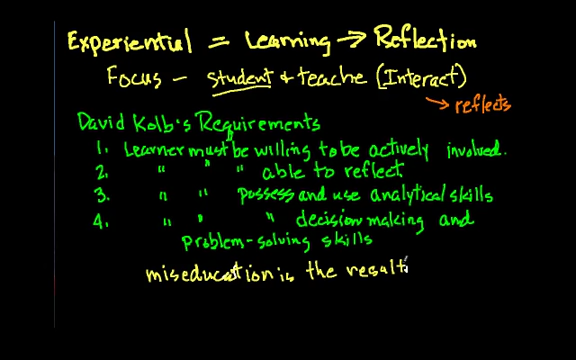 Experiential = Learning → Reflection
Focus - student & teache (Interact)
→ reflects
David Kolb's Requirements
1. Learner must be willing to be actively involved.
2. " " " able to reflect
3. " " possess and use analytical skills
4. " " " decision making and
problem-solving skills
miseducation is the result